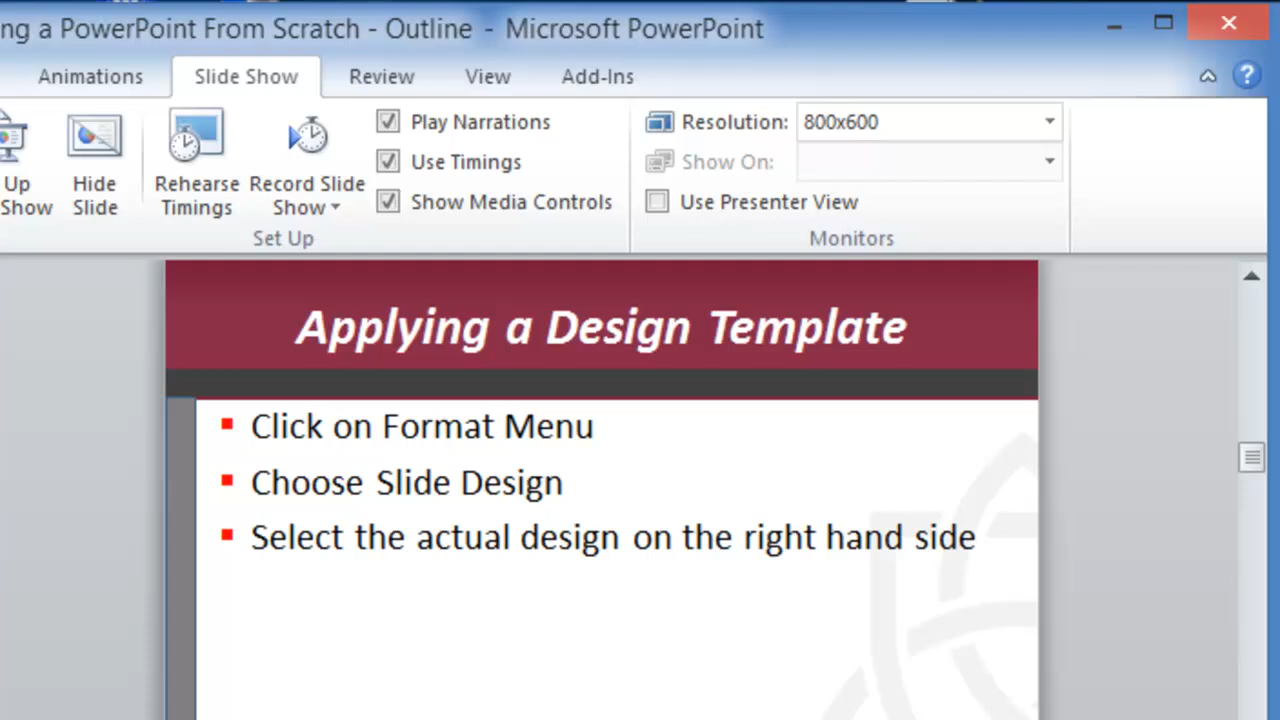 ng a PowerPoint From Scratch - Outline - Microsoft PowerPoint
Animations Slide Show Review View Add-Ins
Up Show
Hide Slide
Rehearse Timings
Record Slide Show
Play Narrations
Use Timings
Show Media Controls
Set Up
Resolution: 800x600
Show On:
Use Presenter View
Monitors
Applying a Design Template
Click on Format Menu
Choose Slide Design
Select the actual design on the right hand side